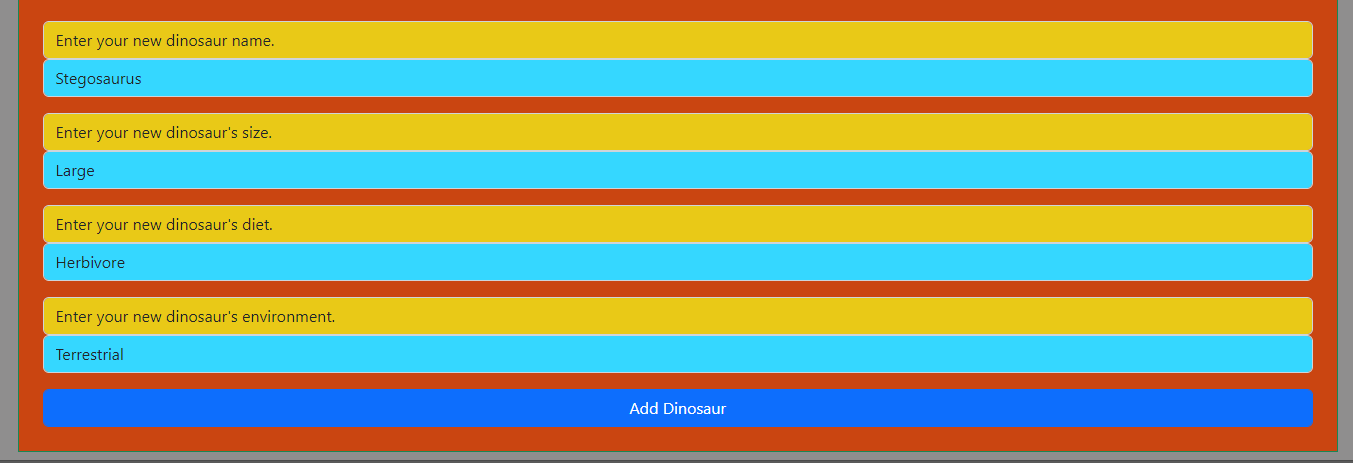 Enter your new dinosaur name.
Stegosaurus
Enter your new dinosaur's size.
Large
Enter your new dinosaur's diet.
Herbivore
Enter your new dinosaur's environment.
Terrestrial
Add Dinosaur